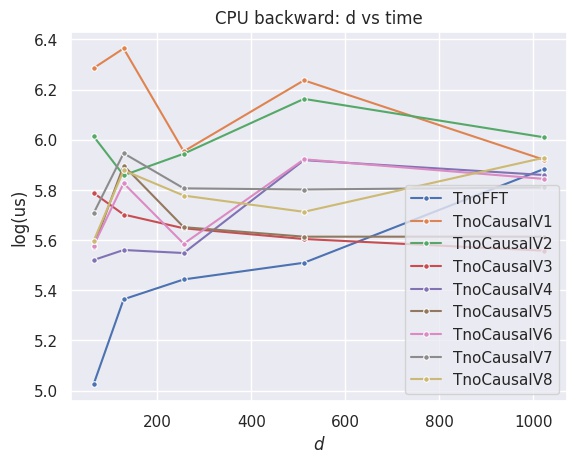 CPU backward: d vs time
log(us)
6.4
6.2
6.0
5.8
5.6
5.4
5.2
5.0
TnoFFT
TnoCausalV1
TnoCausalV2
TnoCausalV3
TnoCausalV4
TnoCausalV5
TnoCausalV6
TnoCausalV7
TnoCausalV8
200 400 600 800 1000
d